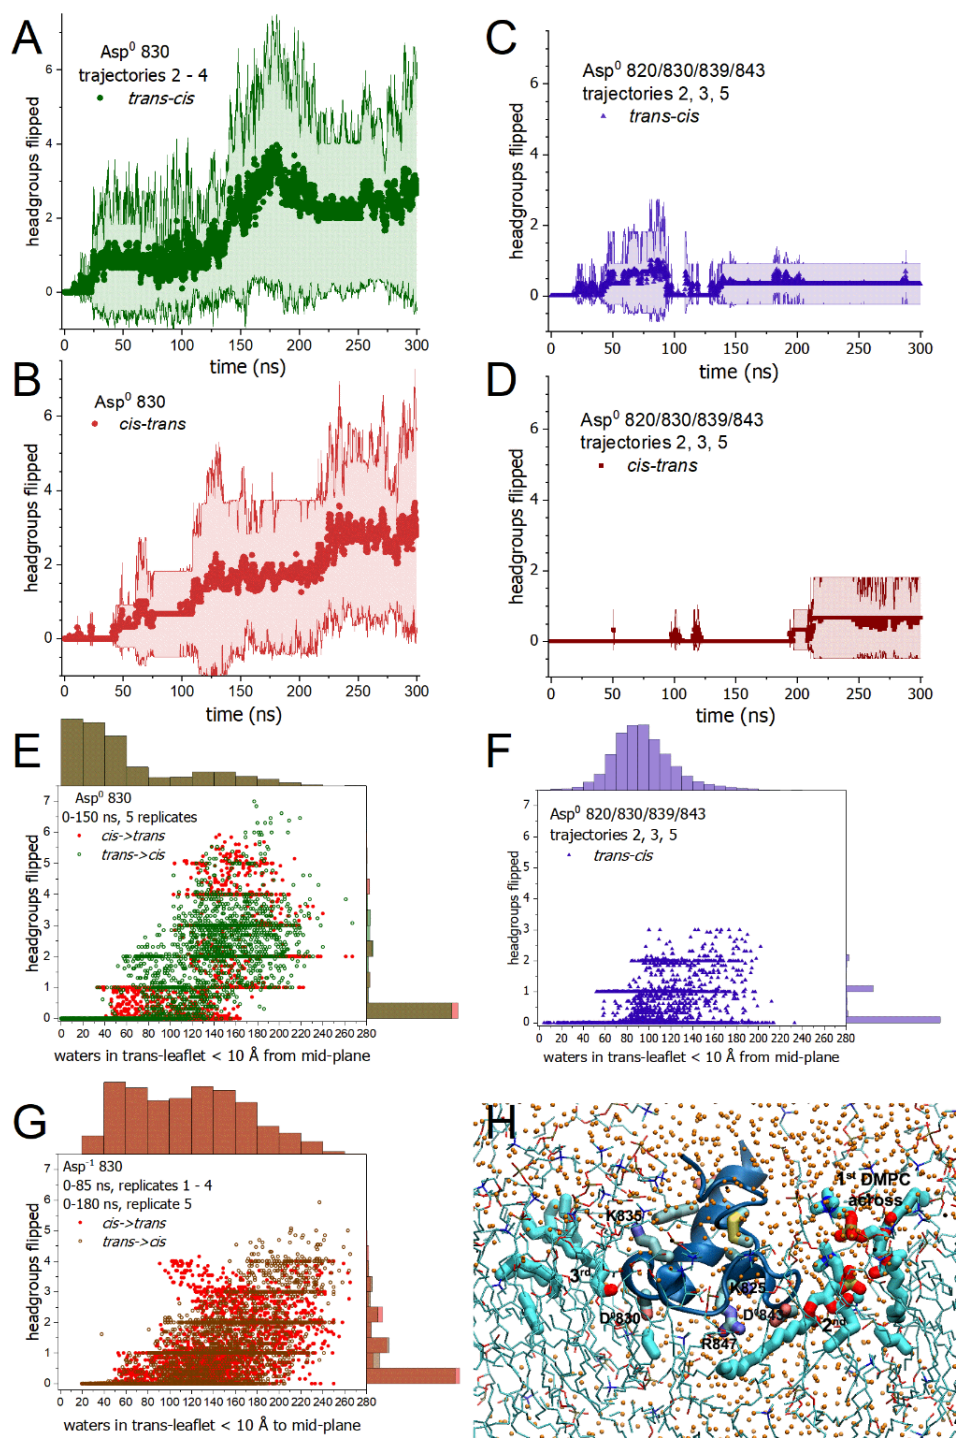 A
Asp⁰ 830
trajectories 2 - 4
trans-cis
headgroups flipped
6
4
2
0
0 50 100 150 200 250 300
time (ns)
C
Asp⁰ 820/830/839/843
trajectories 2, 3, 5
trans-cis
headgroups flipped
6
4
2
0
0 50 100 150 200 250 300
time (ns)
B
Asp⁰ 830
cis-trans
headgroups flipped
6
4
2
0
0 50 100 150 200 250 300
time (ns)
D
Asp⁰ 820/830/839/843
trajectories 2, 3, 5
cis-trans
headgroups flipped
6
4
2
0
0 50 100 150 200 250 300
time (ns)
E
Asp⁰ 830
0-150 ns, 5 replicates
cis->trans
trans->cis
headgroups flipped
7
6
5
4
3
2
1
0
0 20 40 60 80 100 120 140 160 180 200 220 240 260 280
waters in trans-leaflet < 10 Å from mid-plane
F
Asp⁰ 820/830/839/843
trajectories 2, 3, 5
trans-cis
headgroups flipped
7
6
5
4
3
2
1
0
0 20 40 60 80 100 120 140 160 180 200 220 240 260 280
waters in trans-leaflet < 10 Å from mid-plane
G
Asp⁻¹ 830
0-85 ns, replicates 1 - 4
0-180 ns, replicate 5
cis->trans
trans->cis
headgroups flipped
7
6
5
4
3
2
1
0
0 20 40 60 80 100 120 140 160 180 200 220 240 260 280
waters in trans-leaflet < 10 Å to mid-plane
H
1ˢᵗ DMPC
across
K835
3ʳᵈ
K825
D⁰830
D⁰843
2ⁿᵈ
R847